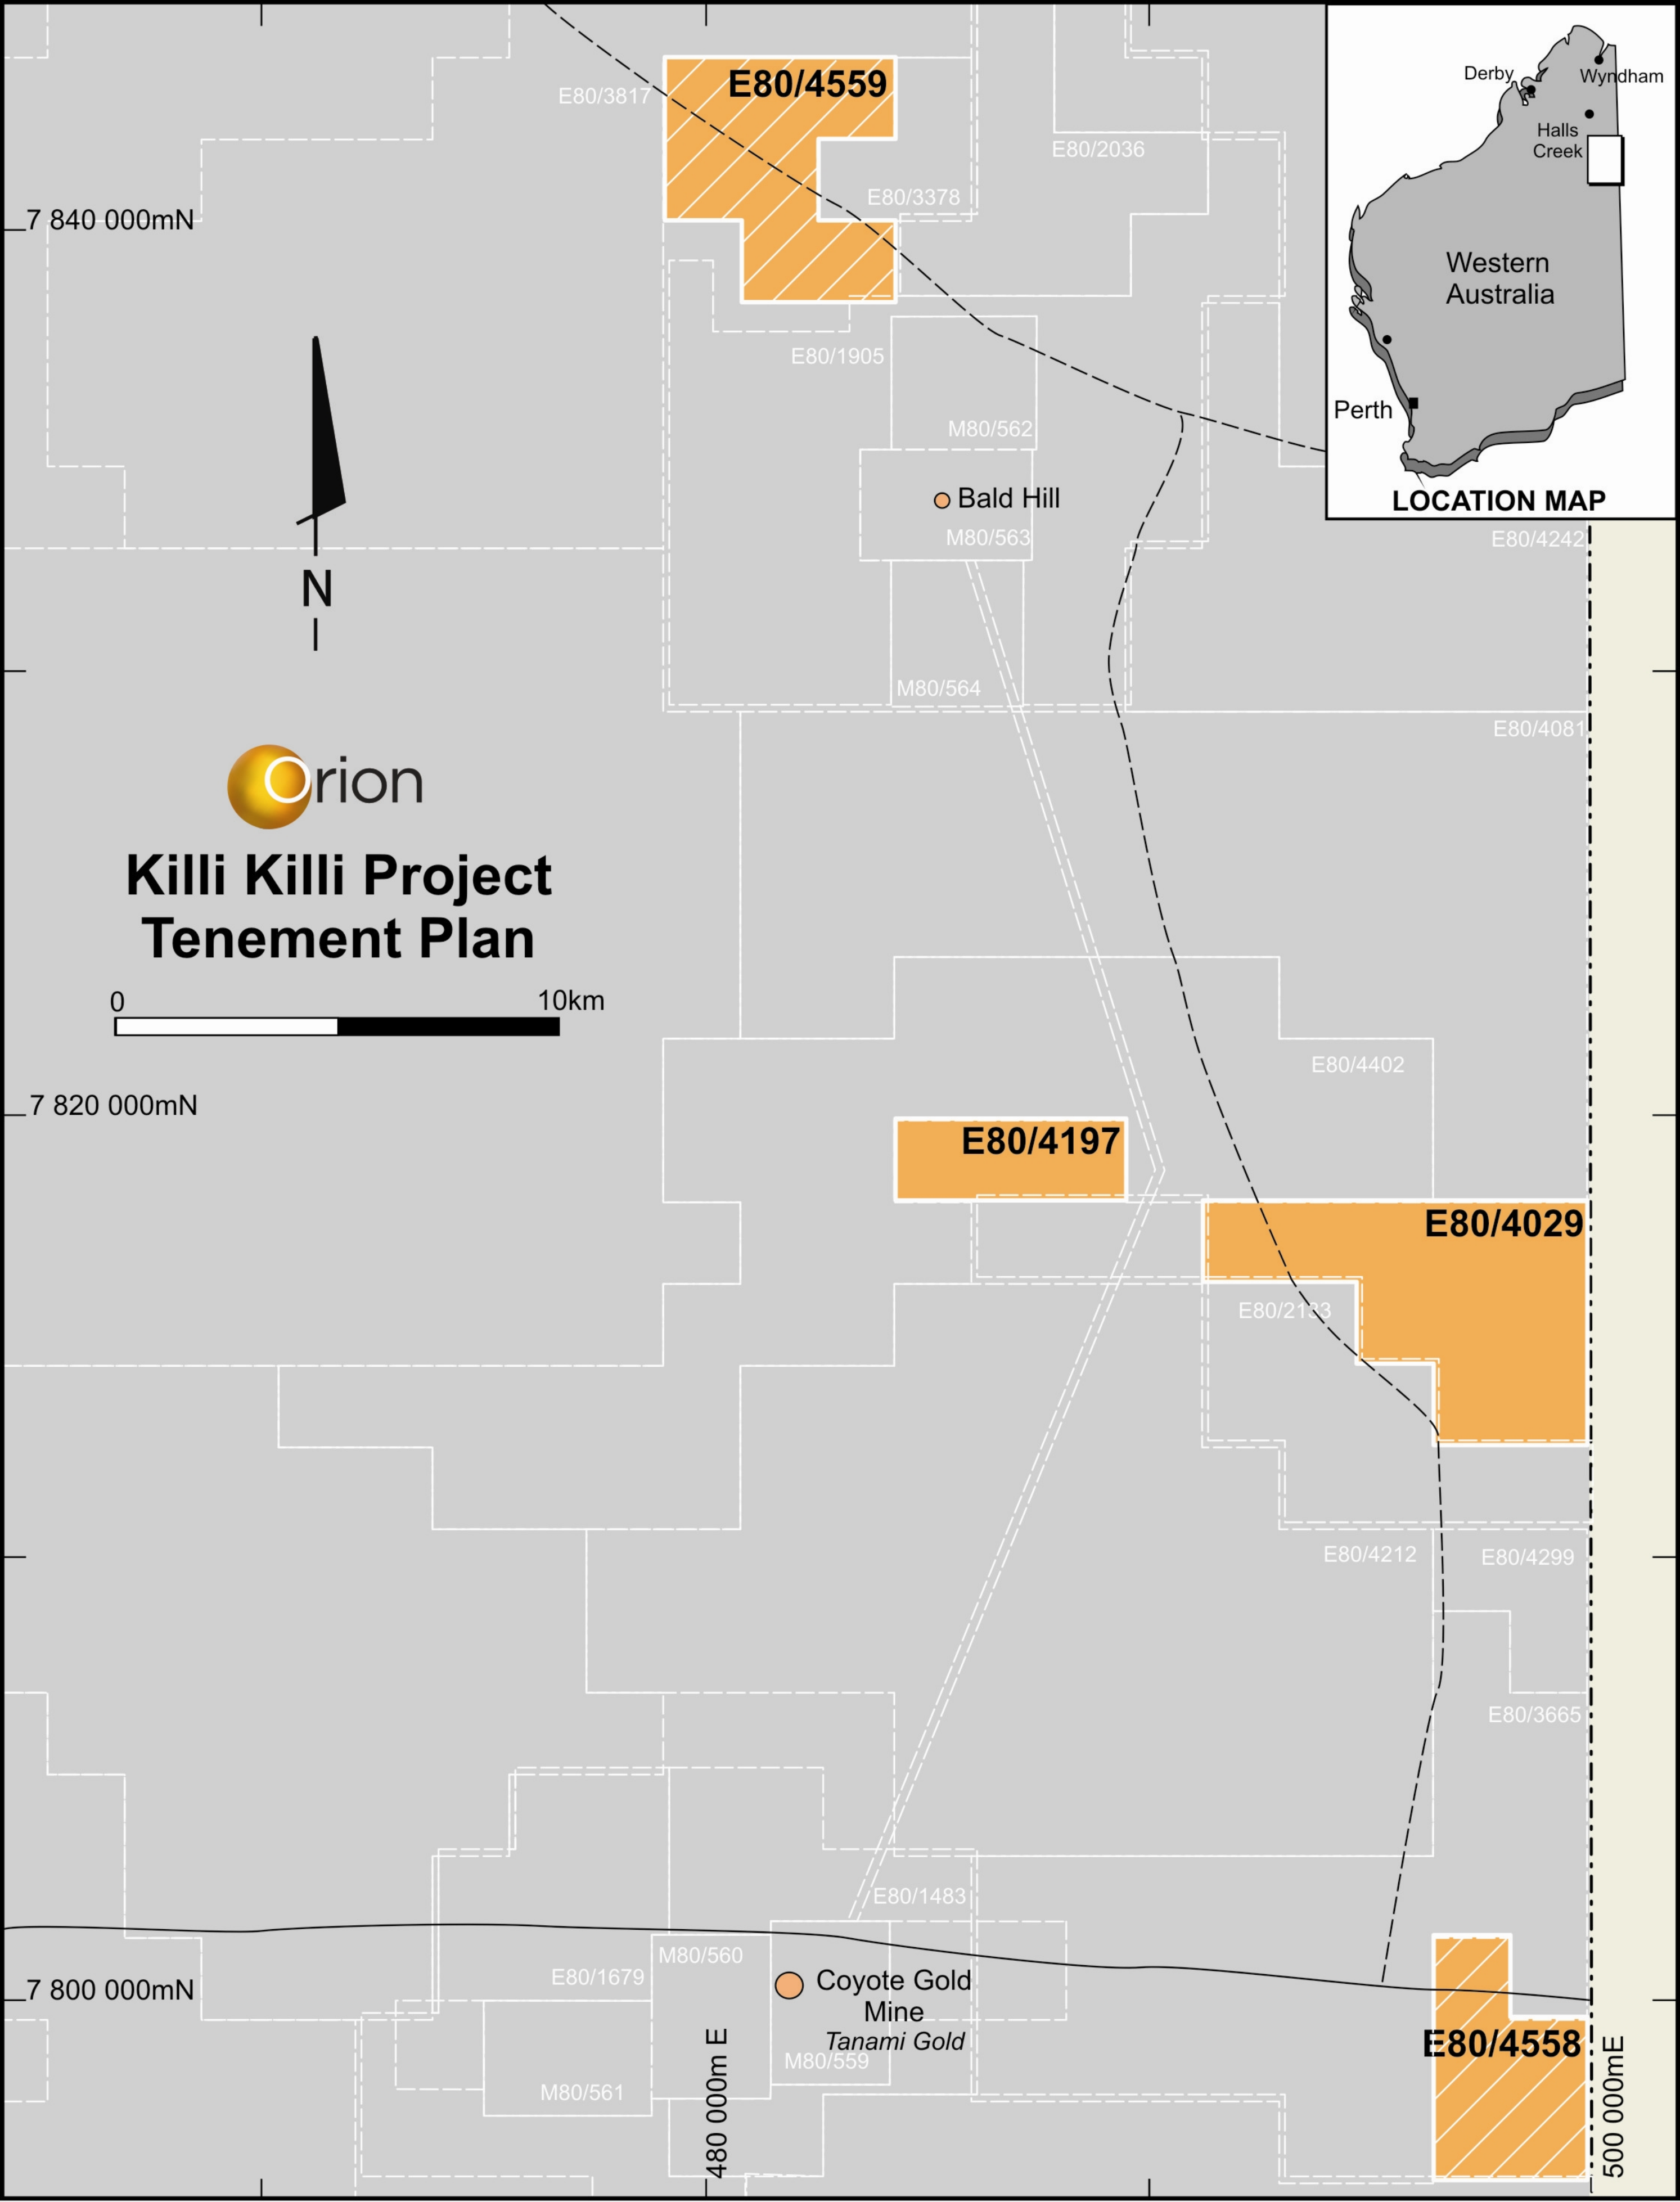 E80/4559
E80/3817
E80/2036
E80/3378
Derby
Wyndham
Halls
Creek
Western
Australia
Perth
LOCATION MAP
7 840 000mN
E80/1905
M80/562
Bald Hill
M80/563
E80/4242
N
M80/564
E80/4081
Orion
Killi Killi Project
Tenement Plan
0
10km
E80/4402
7 820 000mN
E80/4197
E80/4029
E80/2133
E80/4212
E80/4299
E80/3665
E80/1483
M80/560
E80/1679
7 800 000mN
Coyote Gold
Mine
Tanami Gold
M80/559
M80/561
E80/4558
480 000m E
500 000mE